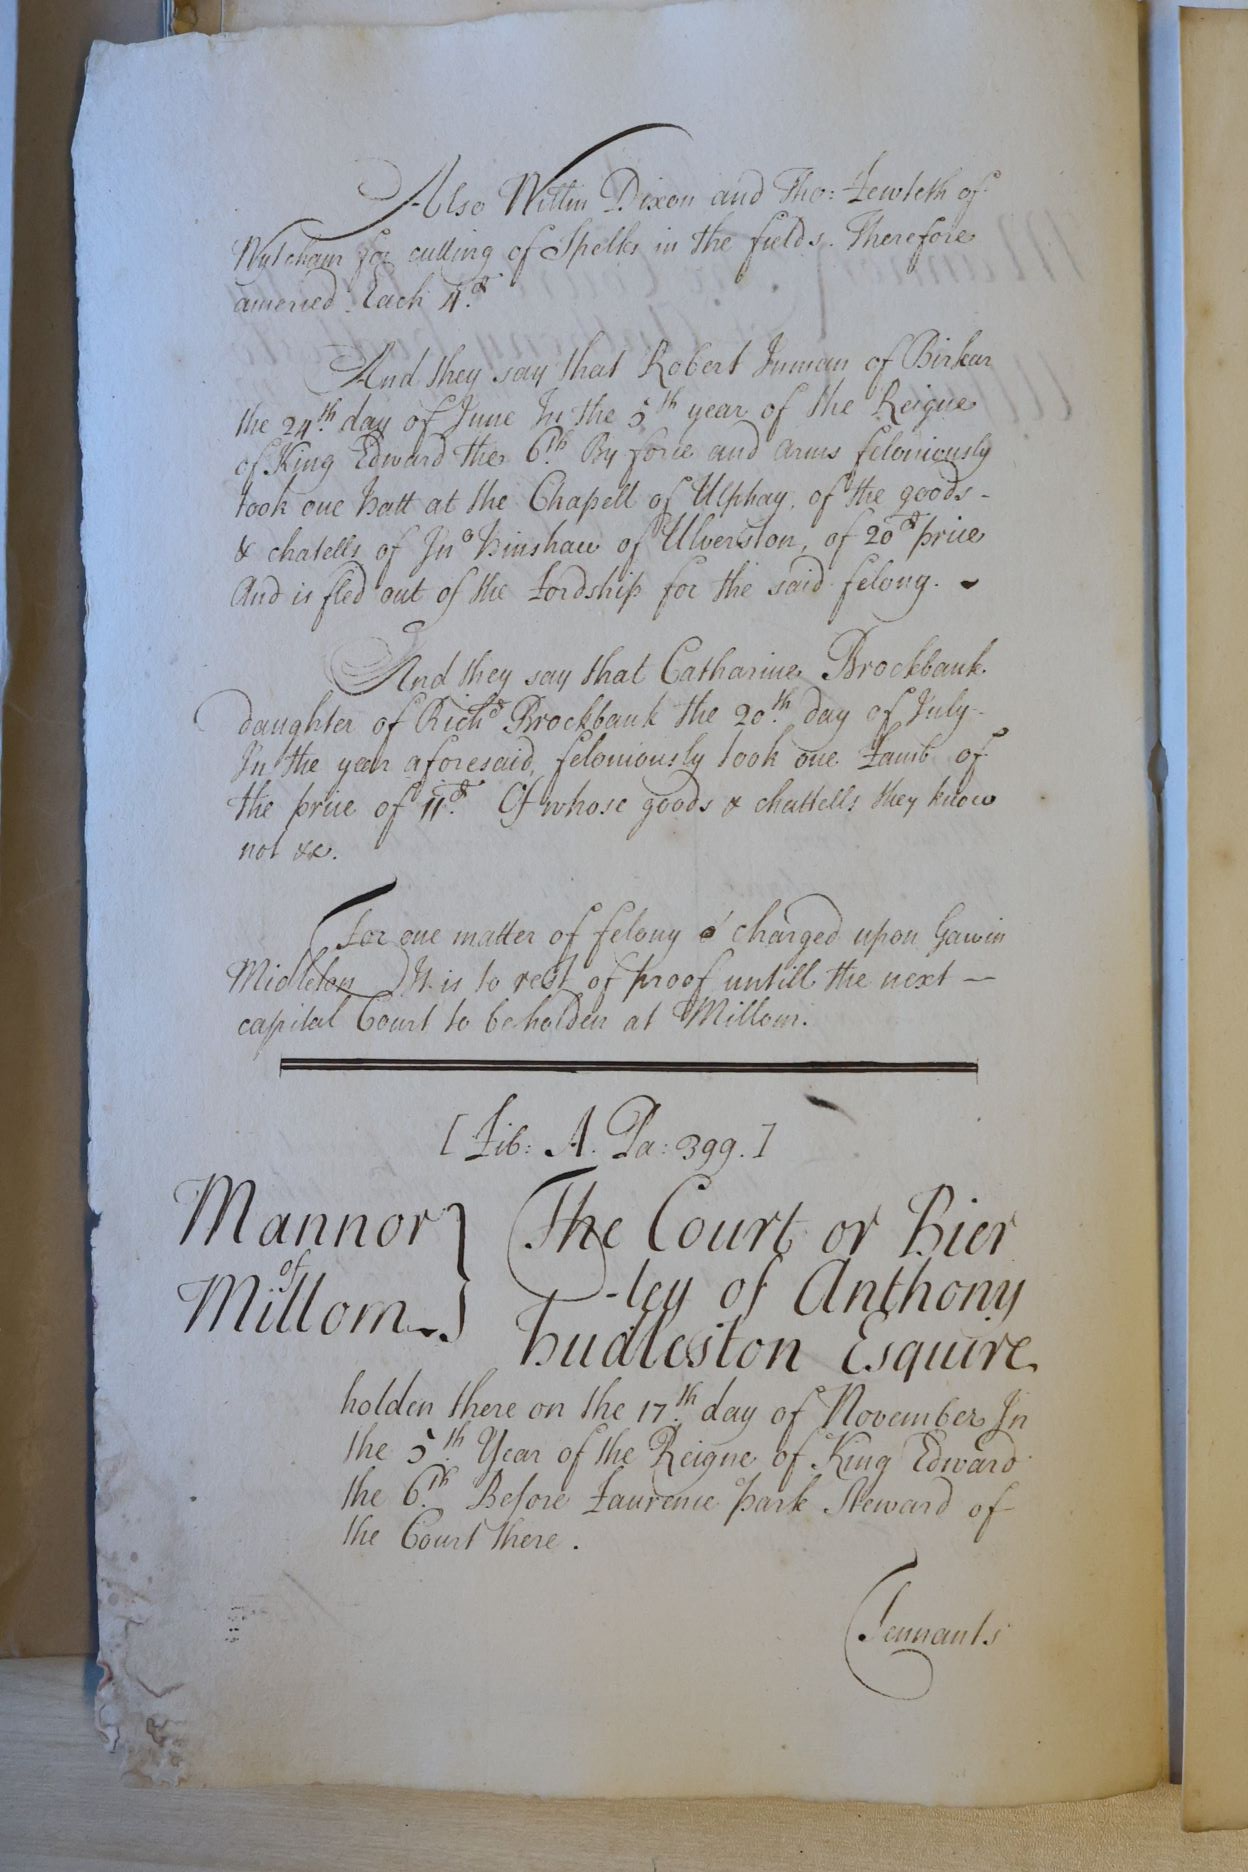 Also Willm Dixon and Tho: Lewteth of
Wytcham for cutting of Spelks in the fields. Therefore
amercied Each 4.d
And they say that Robert Inman of Birkar
the 24th day of June In the 5th year of the Reigne
of King Edward the 6th By force and arms feloniously
took one hatt at the Chapell of Ulphay, of the goods -
& chatells of Jno hinshaw of Ulverston, of 20d price
And is fled out of the Lordship for the said felony. -
And they say that Catharine Brockbank
daughter of Richd Brockbank the 20th day of July -
In the year aforesaid, feloniously took one Lamb of
the price of 11d Of whose goods & chattells they know
not &c.
For one matter of felony charged upon Gawin
Midleton It is to rest of proof untill the next —
capital Court to be holden at Millom.
[Lib: A. Pa: 399.]
Mannor } The Court or Bier
of -ley of Anthony
Millom hudleston Esquire
holden there on the 17th day of November In
the 5th Year of the Reigne of King Edward
the 6th Before Laurence park Steward of
the Court there.
Tennants